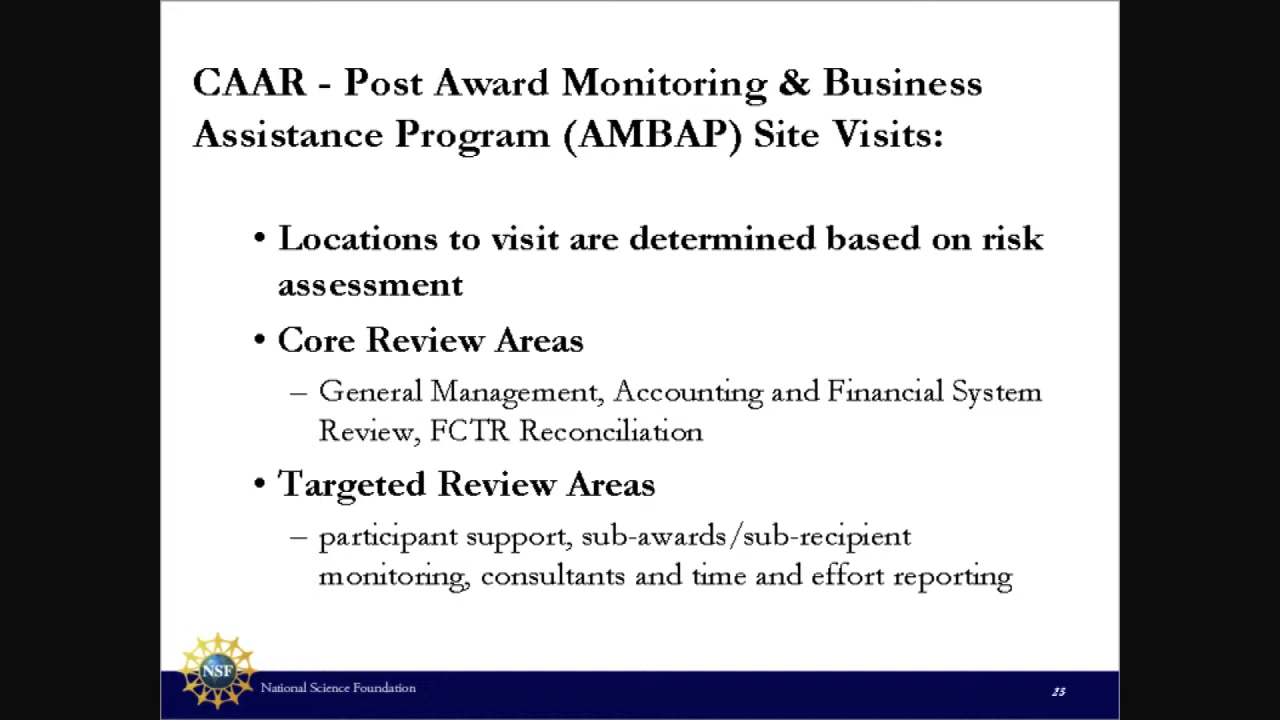 CAAR - Post Award Monitoring & Business
Assistance Program (AMBAP) Site Visits:
• Locations to visit are determined based on risk
assessment
• Core Review Areas
– General Management, Accounting and Financial System
Review, FCTR Reconciliation
• Targeted Review Areas
– participant support, sub-awards/sub-recipient
monitoring, consultants and time and effort reporting
NSF
National Science Foundation
25